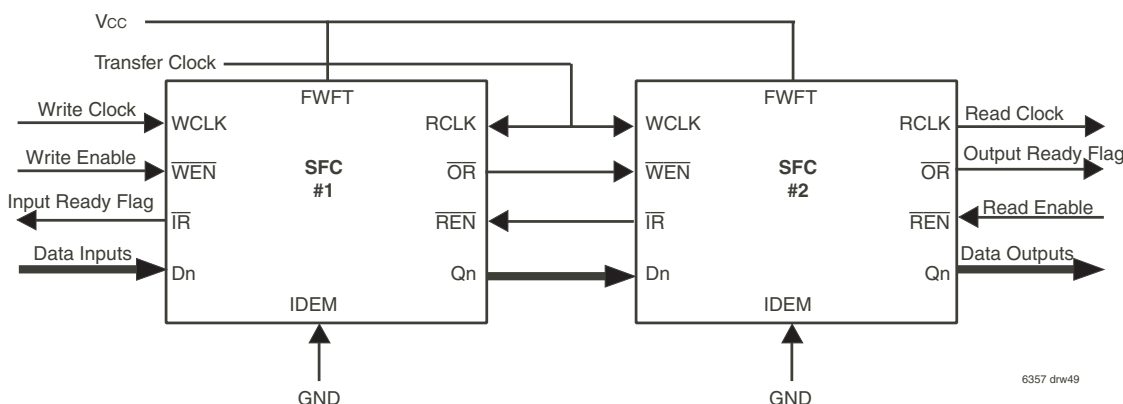 Vcc
Transfer Clock
FWFT
FWFT
Write Clock
WCLK
RCLK
WCLK
RCLK
Read Clock
Write Enable
WEN
SFC
#1
OR
WEN
SFC
#2
OR
Output Ready Flag
Input Ready Flag
IR
REN
IR
REN
Read Enable
Data Inputs
Dn
Qn
Dn
Qn
Data Outputs
IDEM
IDEM
GND
GND
6357 drw49